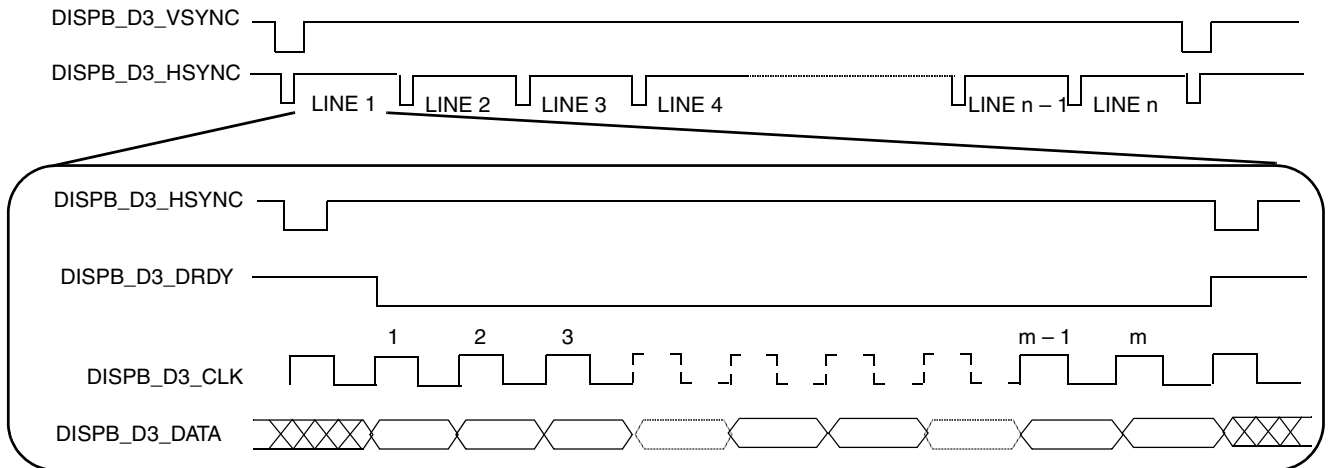 DISPB_D3_VSYNC
DISPB_D3_HSYNC
LINE 1 LINE 2 LINE 3 LINE 4 LINE n – 1 LINE n
DISPB_D3_HSYNC
DISPB_D3_DRDY
1 2 3 m – 1 m
DISPB_D3_CLK
DISPB_D3_DATA